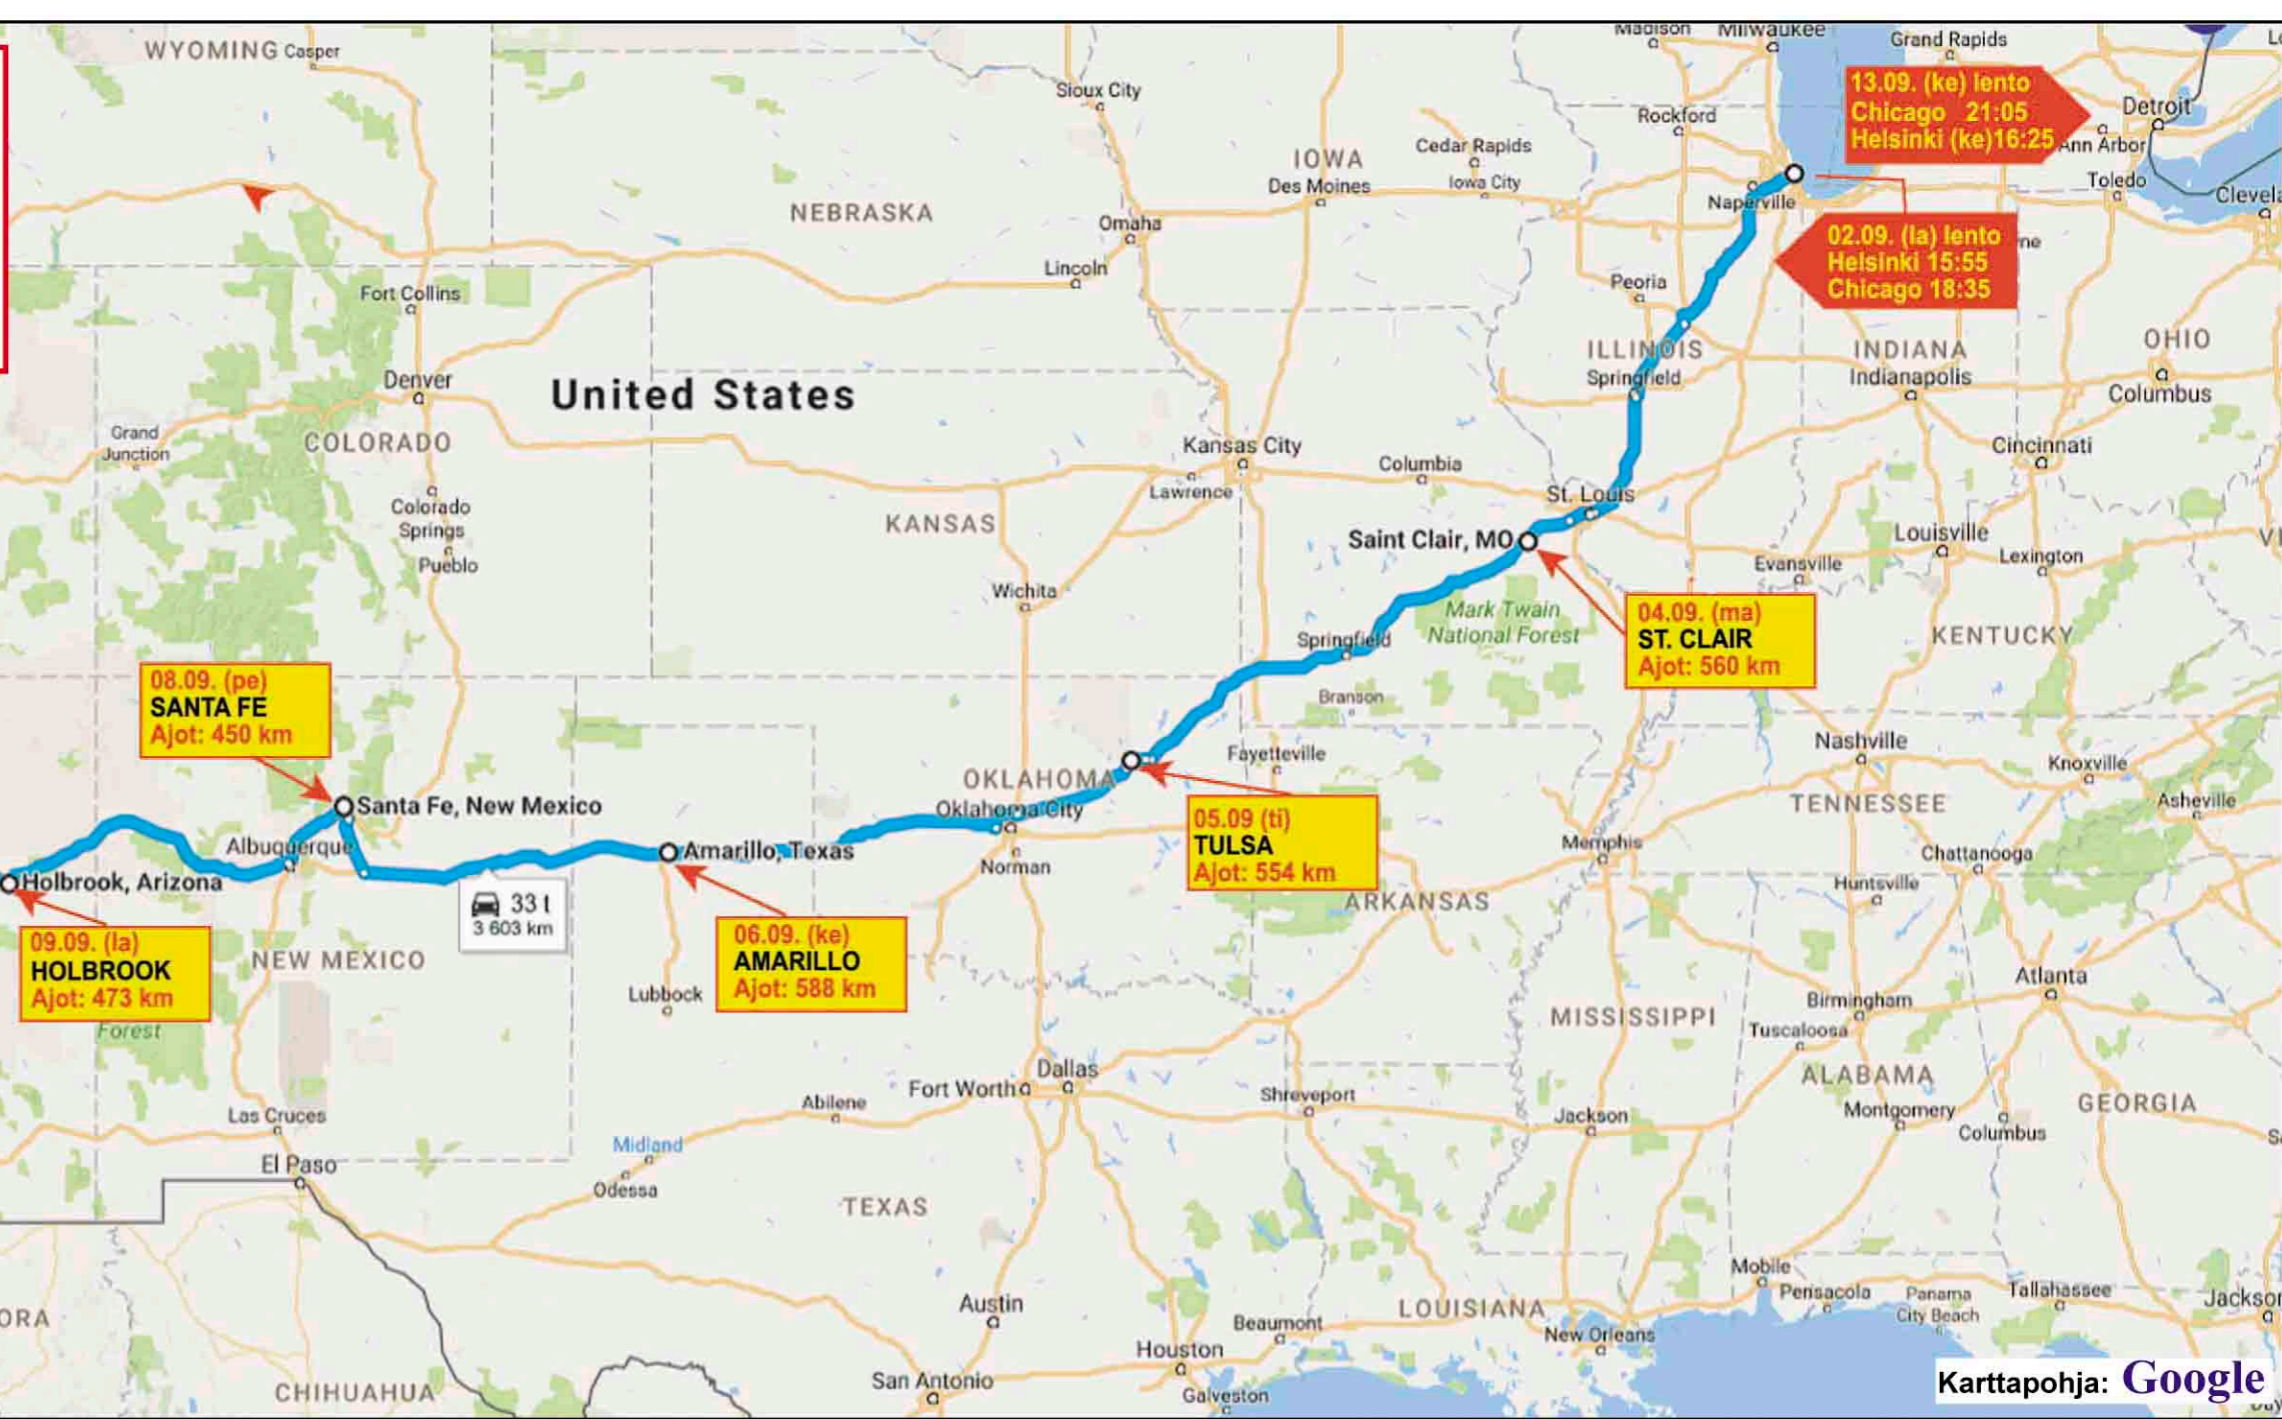 WYOMING
Casper
Sioux City
Madison
Milwaukee
Grand Rapids
13.09. (ke) lento
Chicago 21:05
Helsinki (ke)16:25
Detroit
Ann Arbor
Rockford
Cedar Rapids
IOWA
Des Moines
Iowa City
Toledo
NEBRASKA
Omaha
Naperville
02.09. (la) lento
Helsinki 15:55
Chicago 18:35
Lincoln
Fort Collins
Peoria
ILLINOIS
Springfield
INDIANA
Indianapolis
OHIO
Columbus
Denver
United States
Grand
Junction
COLORADO
Kansas City
Columbia
Cincinnati
Lawrence
St. Louis
Colorado
Springs
Pueblo
KANSAS
Saint Clair, MO
Louisville
Lexington
Evansville
Wichita
Mark Twain
National Forest
04.09. (ma)
ST. CLAIR
Ajot: 560 km
KENTUCKY
Springfield
08.09. (pe)
SANTA FE
Ajot: 450 km
Branson
Nashville
Knoxville
Fayetteville
OKLAHOMA
Oklahoma City
Santa Fe, New Mexico
05.09 (ti)
TULSA
Ajot: 554 km
TENNESSEE
Asheville
Albuquerque
Amarillo, Texas
Norman
Memphis
Chattanooga
Holbrook, Arizona
33 t
3 603 km
Huntsville
ARKANSAS
09.09. (la)
HOLBROOK
Ajot: 473 km
Forest
NEW MEXICO
06.09. (ke)
AMARILLO
Ajot: 588 km
Lubbock
Atlanta
Birmingham
MISSISSIPPI
Tuscaloosa
Dallas
Fort Worth
ALABAMA
Abilene
Shreveport
Jackson
Montgomery
GEORGIA
Columbus
Las Cruces
Midland
El Paso
Odessa
TEXAS
Mobile
Pensacola
Panama
City Beach
Tallahassee
Austin
LOUISIANA
Beaumont
New Orleans
Houston
San Antonio
Galveston
CHIHUAHUA
Karttapohja: Google